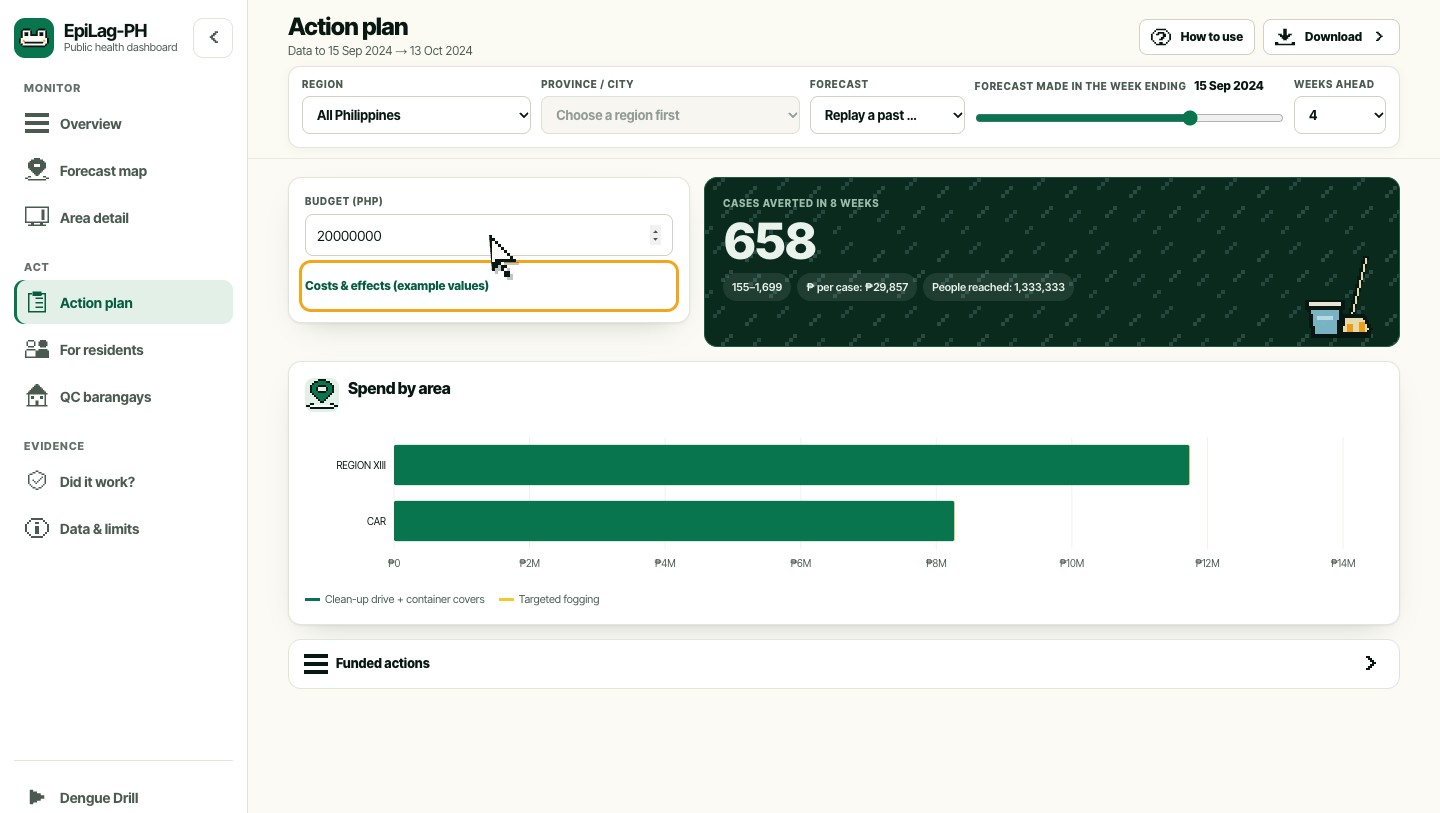 EpiLag-PH
Public health dashboard
MONITOR
Overview
Forecast map
Area detail
ACT
Action plan
For residents
QC barangays
EVIDENCE
Did it work?
Data & limits
Dengue Drill
Action plan
Data to 15 Sep 2024 → 13 Oct 2024
How to use
Download
REGION
All Philippines
PROVINCE / CITY
Choose a region first
FORECAST
Replay a past ...
FORECAST MADE IN THE WEEK ENDING 15 Sep 2024
WEEKS AHEAD
4
BUDGET (PHP)
20000000
Costs & effects (example values)
CASES AVERTED IN 8 WEEKS
658
155–1,699
₱ per case: ₱29,857
People reached: 1,333,333
Spend by area
REGION XIII
CAR
₱0 ₱2M ₱4M ₱6M ₱8M ₱10M ₱12M ₱14M
Clean-up drive + container covers Targeted fogging
Funded actions